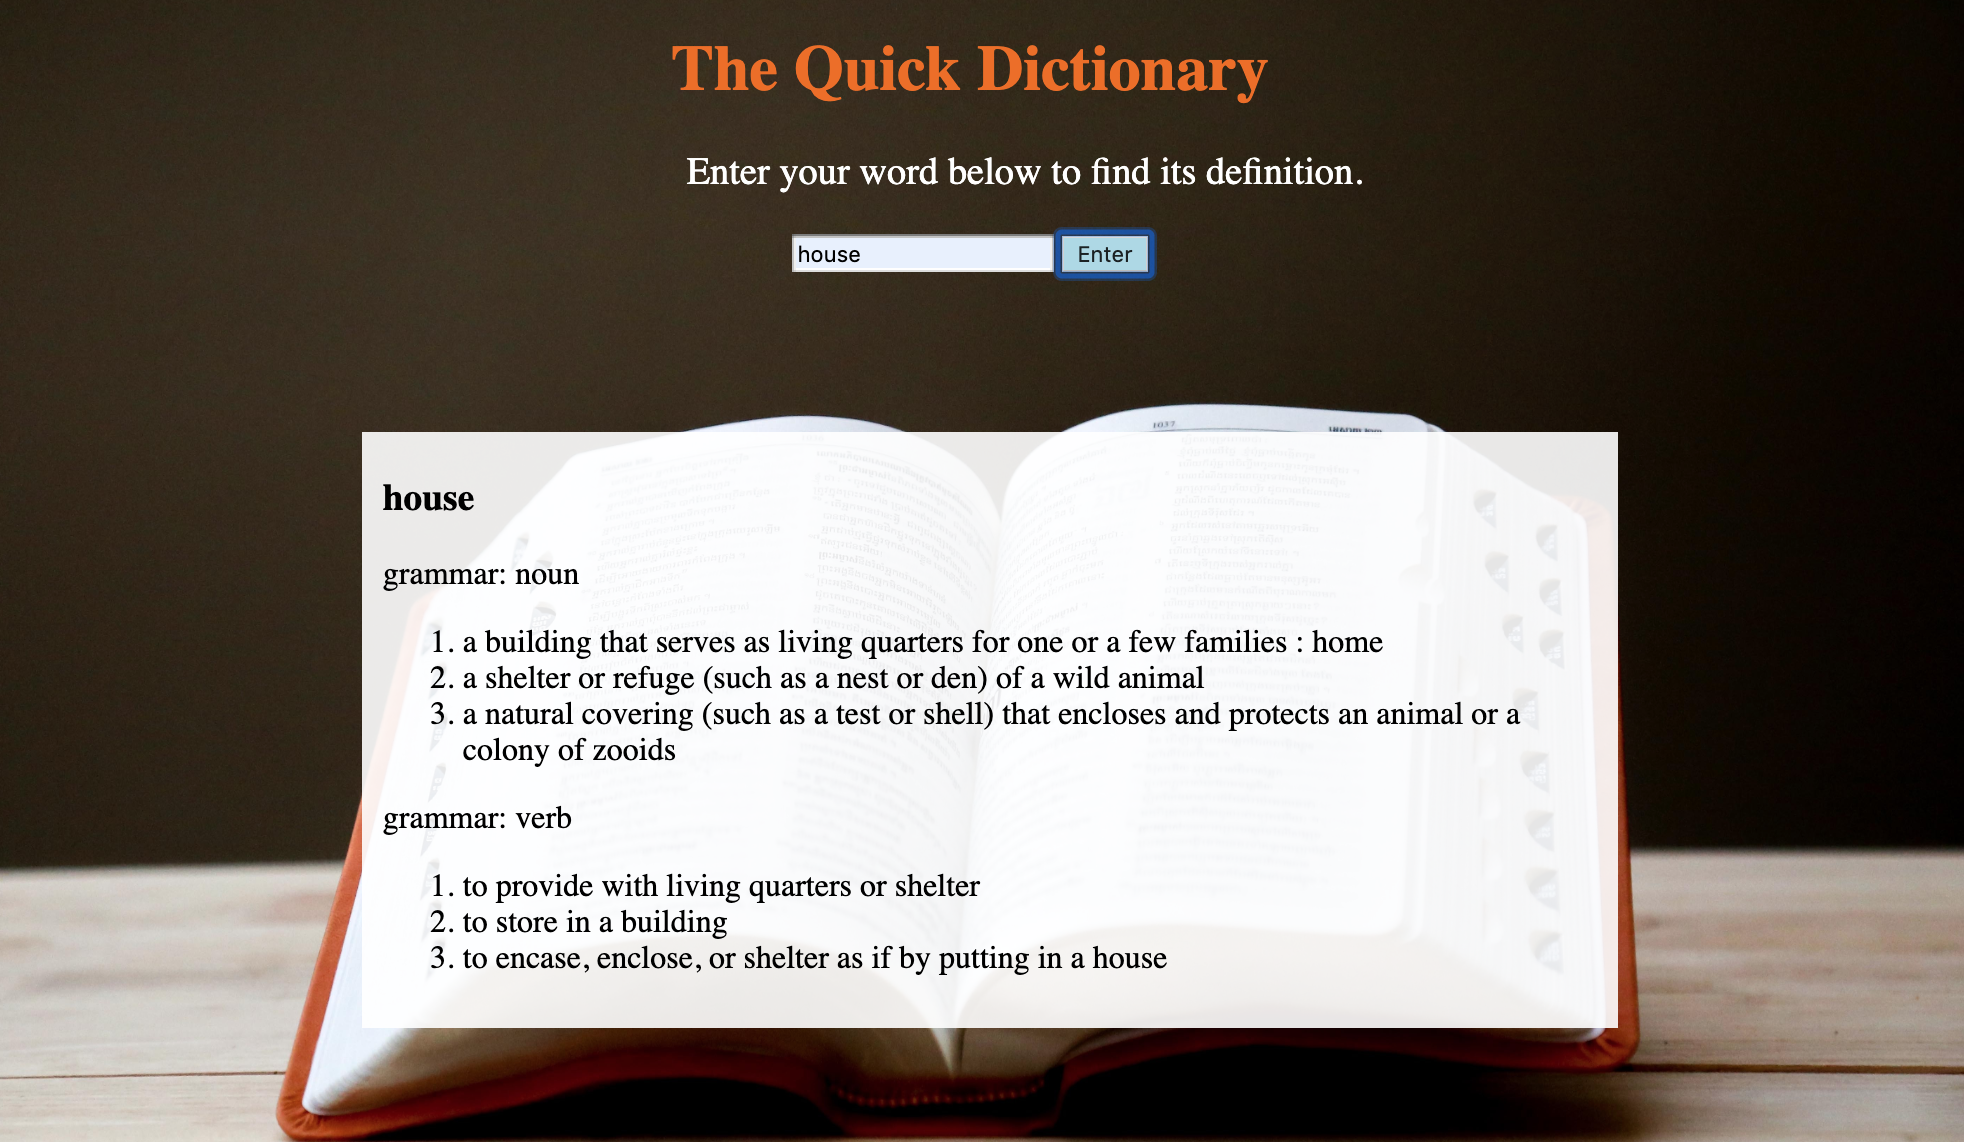 The Quick Dictionary
Enter your word below to find its definition.
house
Enter
1037
house
grammar: noun
1. a building that serves as living quarters for one or a few families : home
2. a shelter or refuge (such as a nest or den) of a wild animal
3. a natural covering (such as a test or shell) that encloses and protects an animal or a
colony of zooids
grammar: verb
1. to provide with living quarters or shelter
2. to store in a building
3. to encase, enclose, or shelter as if by putting in a house